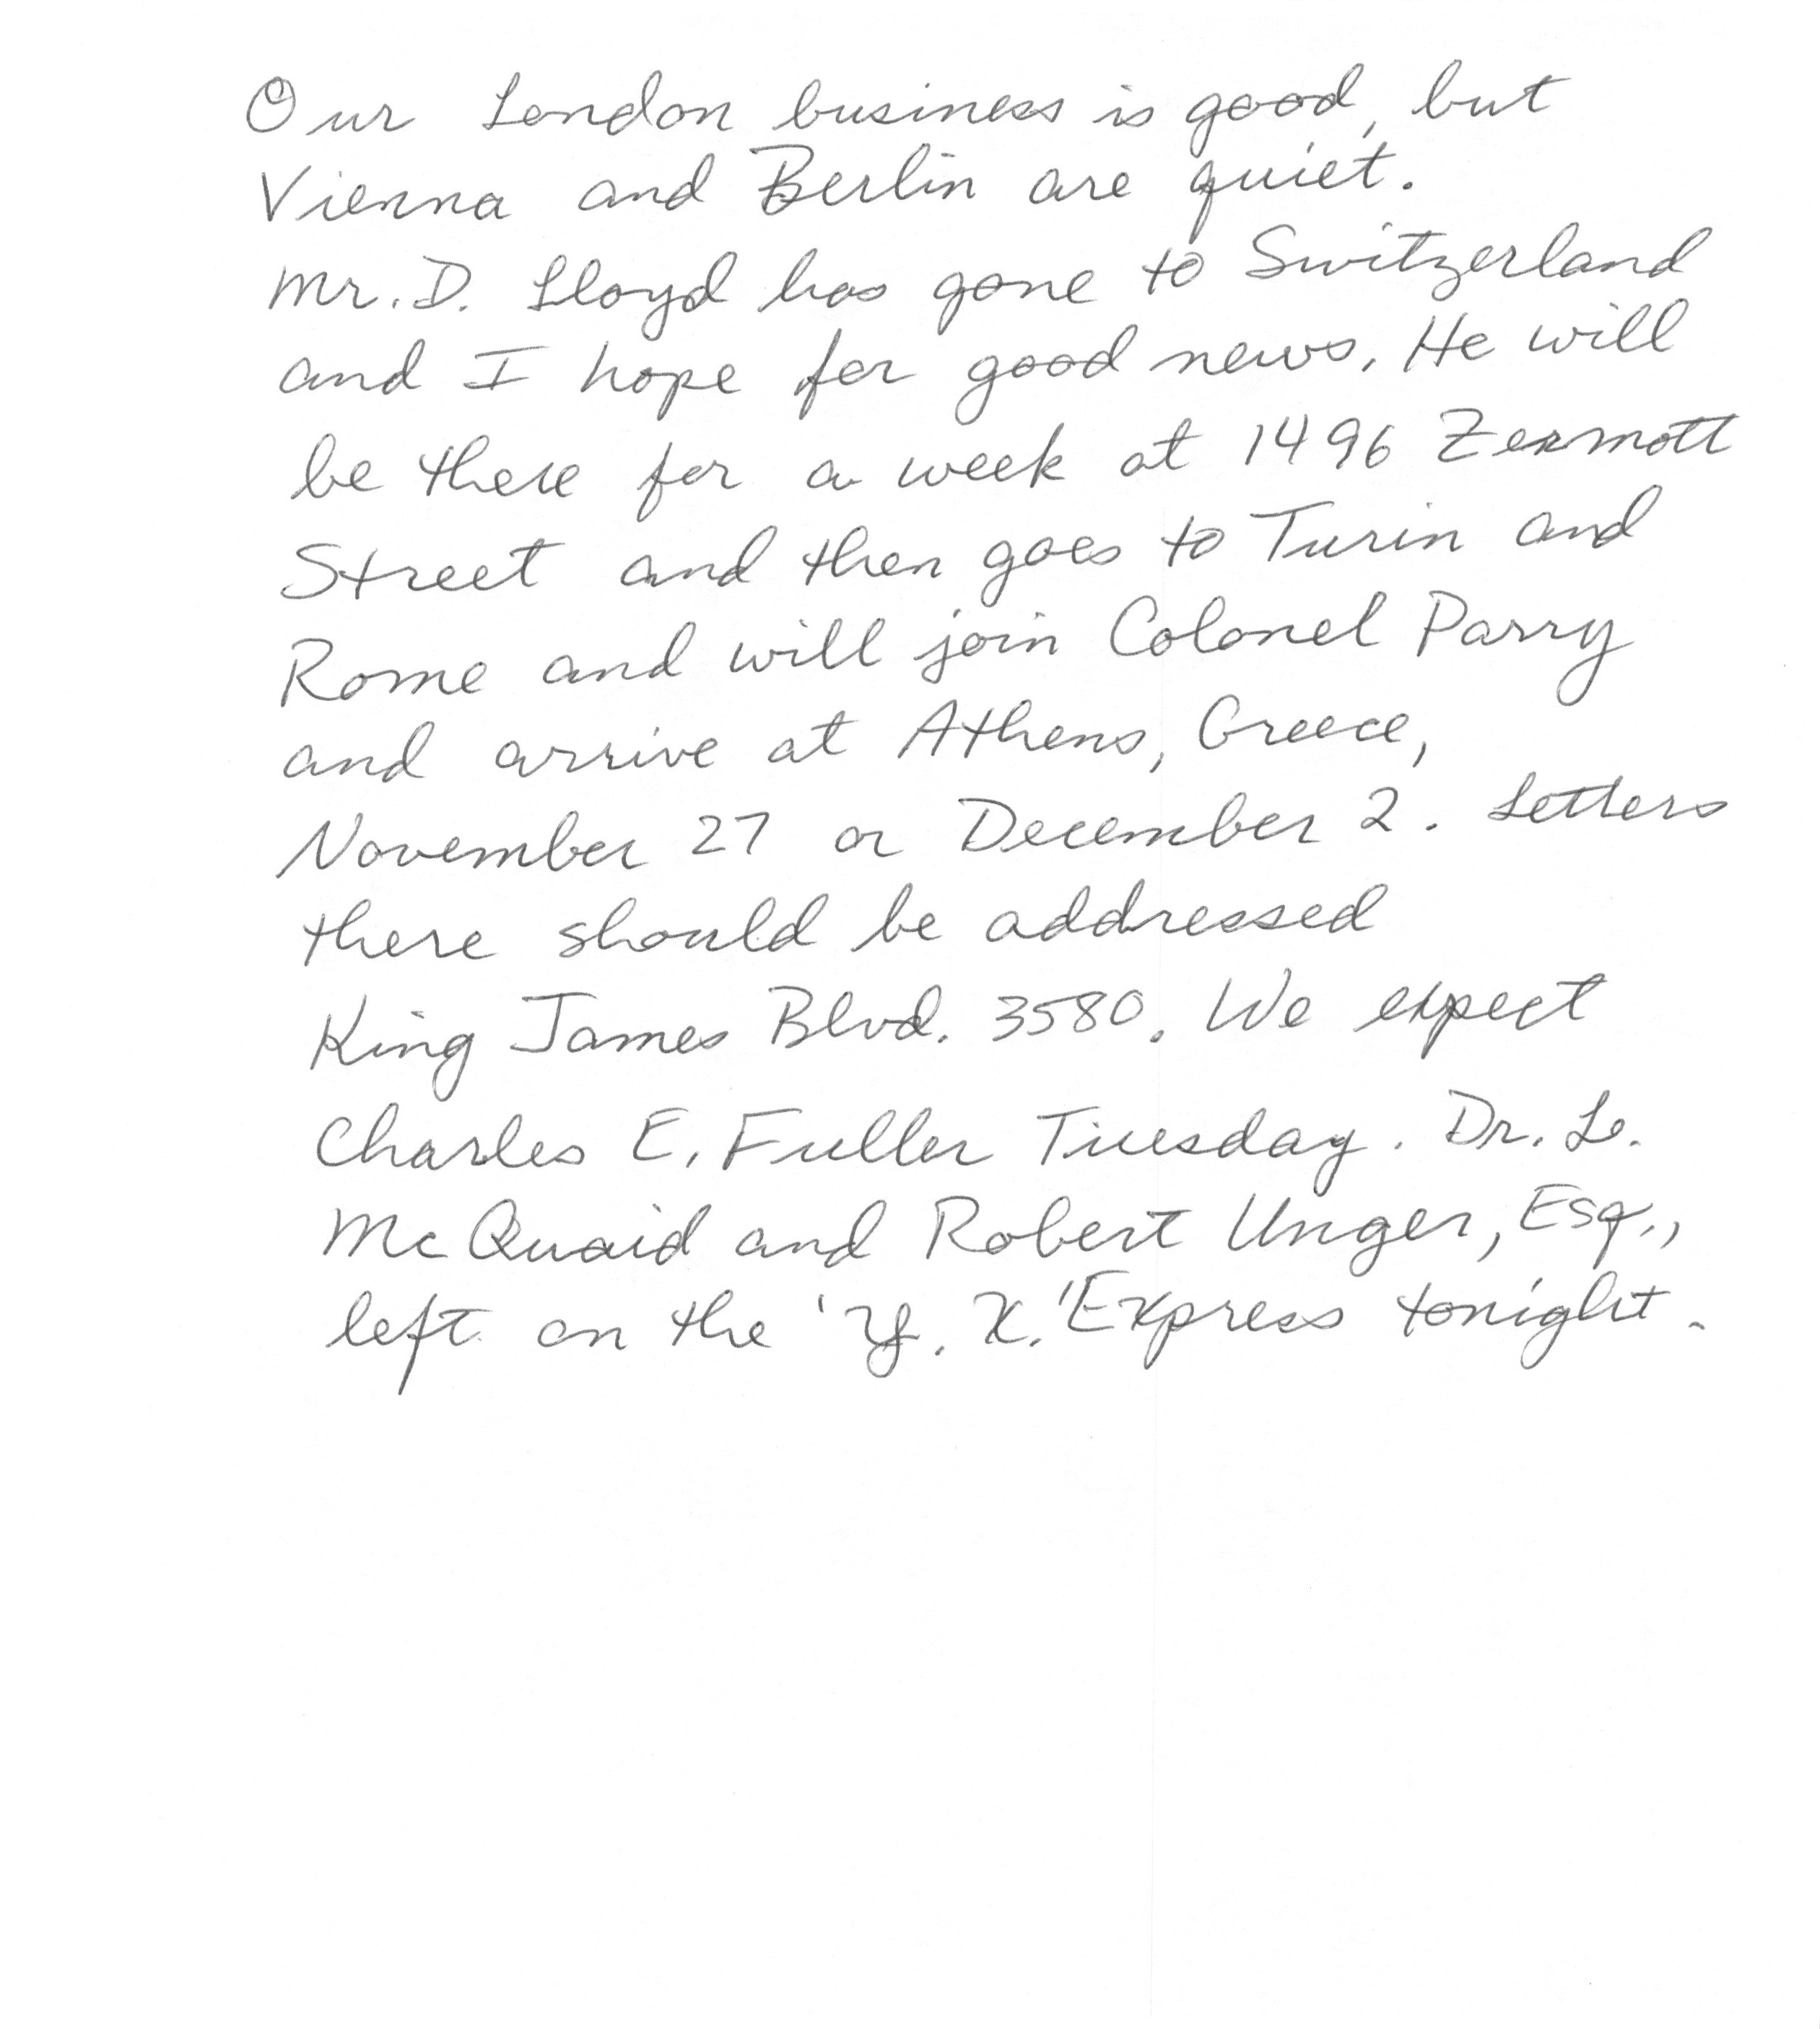 Our London business is good, but
Vienna and Berlin are quiet.
Mr. D. Lloyd has gone to Switzerland
and I hope for good news. He will
be there for a week at 1496 Zermott
Street and then goes to Turin and
Rome and will join Colonel Parry
and arrive at Athens, Greece,
November 27 or December 2. Letters
there should be addressed
King James Blvd. 3580. We expect
Charles E. Fuller Tuesday. Dr. L.
McQuaid and Robert Unger, Esq.,
left on the 'Y. X.' Express tonight.